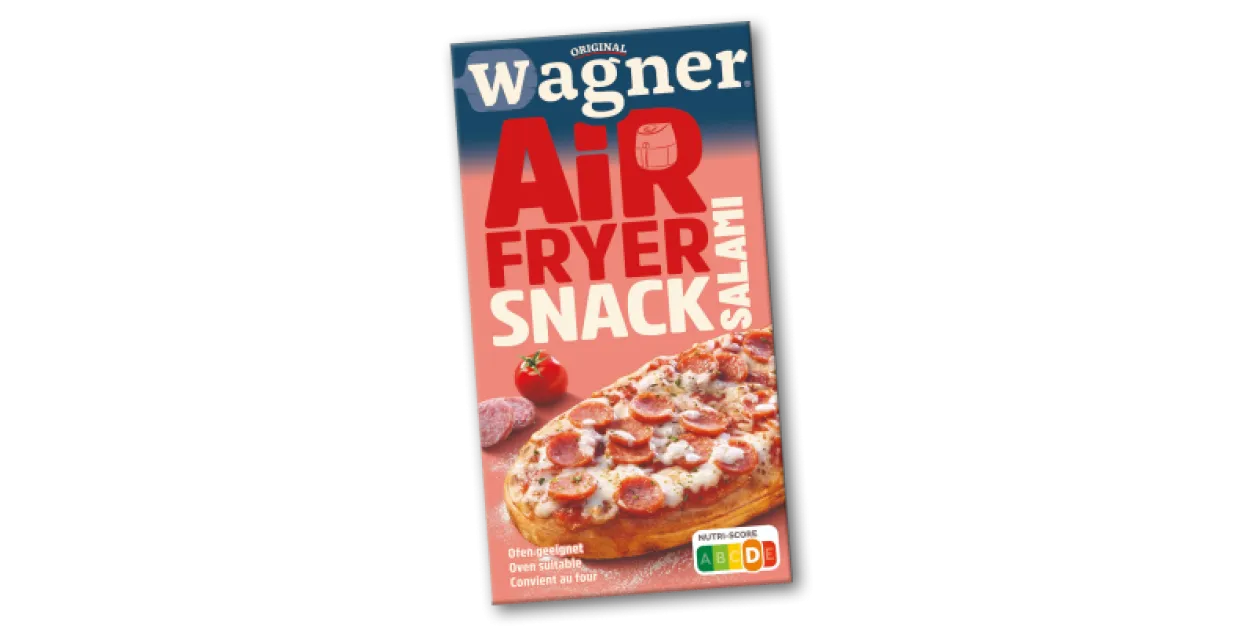 ORIGINAL
Wagner
AiR
FRYER
SNACK
SALAMI
Ofen geeignet
Oven suitable
Convient au four
NUTRI-SCORE
A B C D E